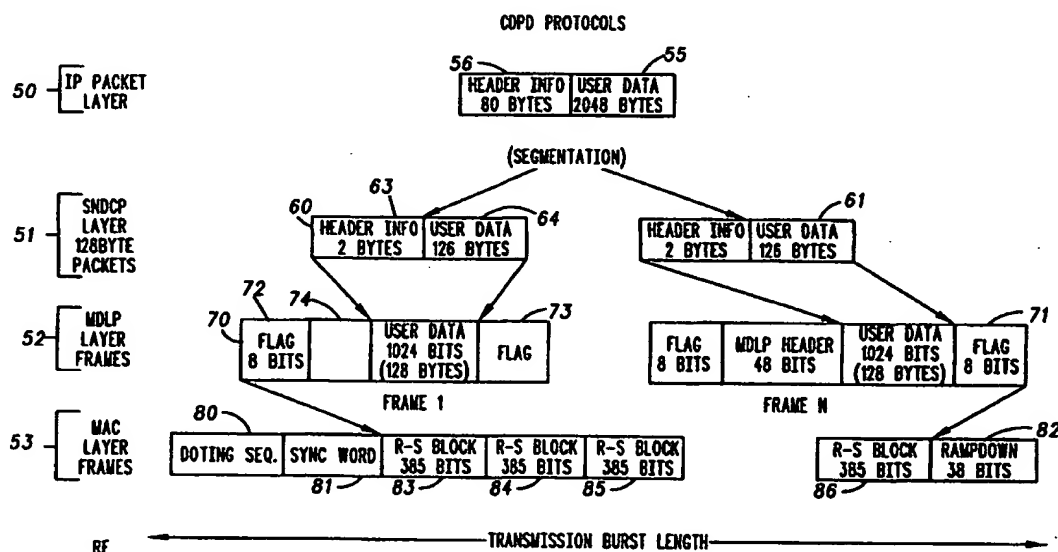 CDPD PROTOCOLS
56
55
50
IP PACKET
LAYER
HEADER INFO
80 BYTES
USER DATA
2048 BYTES
(SEGMENTATION)
51
SNDCP
LAYER
128BYTE
PACKETS
60
63
64
61
HEADER INFO
2 BYTES
USER DATA
126 BYTES
HEADER INFO
2 BYTES
USER DATA
126 BYTES
52
MDLP
LAYER
FRAMES
72
74
70
73
71
FLAG
8 BITS
USER DATA
1024 BITS
(128 BYTES)
FLAG
FLAG
8 BITS
MDLP HEADER
48 BITS
USER DATA
1024 BITS
(128 BYTES)
FLAG
8 BITS
FRAME 1
FRAME N
53
MAC
LAYER
FRAMES
80
82
DOTING SEQ.
SYNC WORD
R-S BLOCK
385 BITS
R-S BLOCK
385 BITS
R-S BLOCK
385 BITS
R-S BLOCK
385 BITS
RAMPDOWN
38 BITS
81
83
84
85
86
RF
TRANSMISSION BURST LENGTH